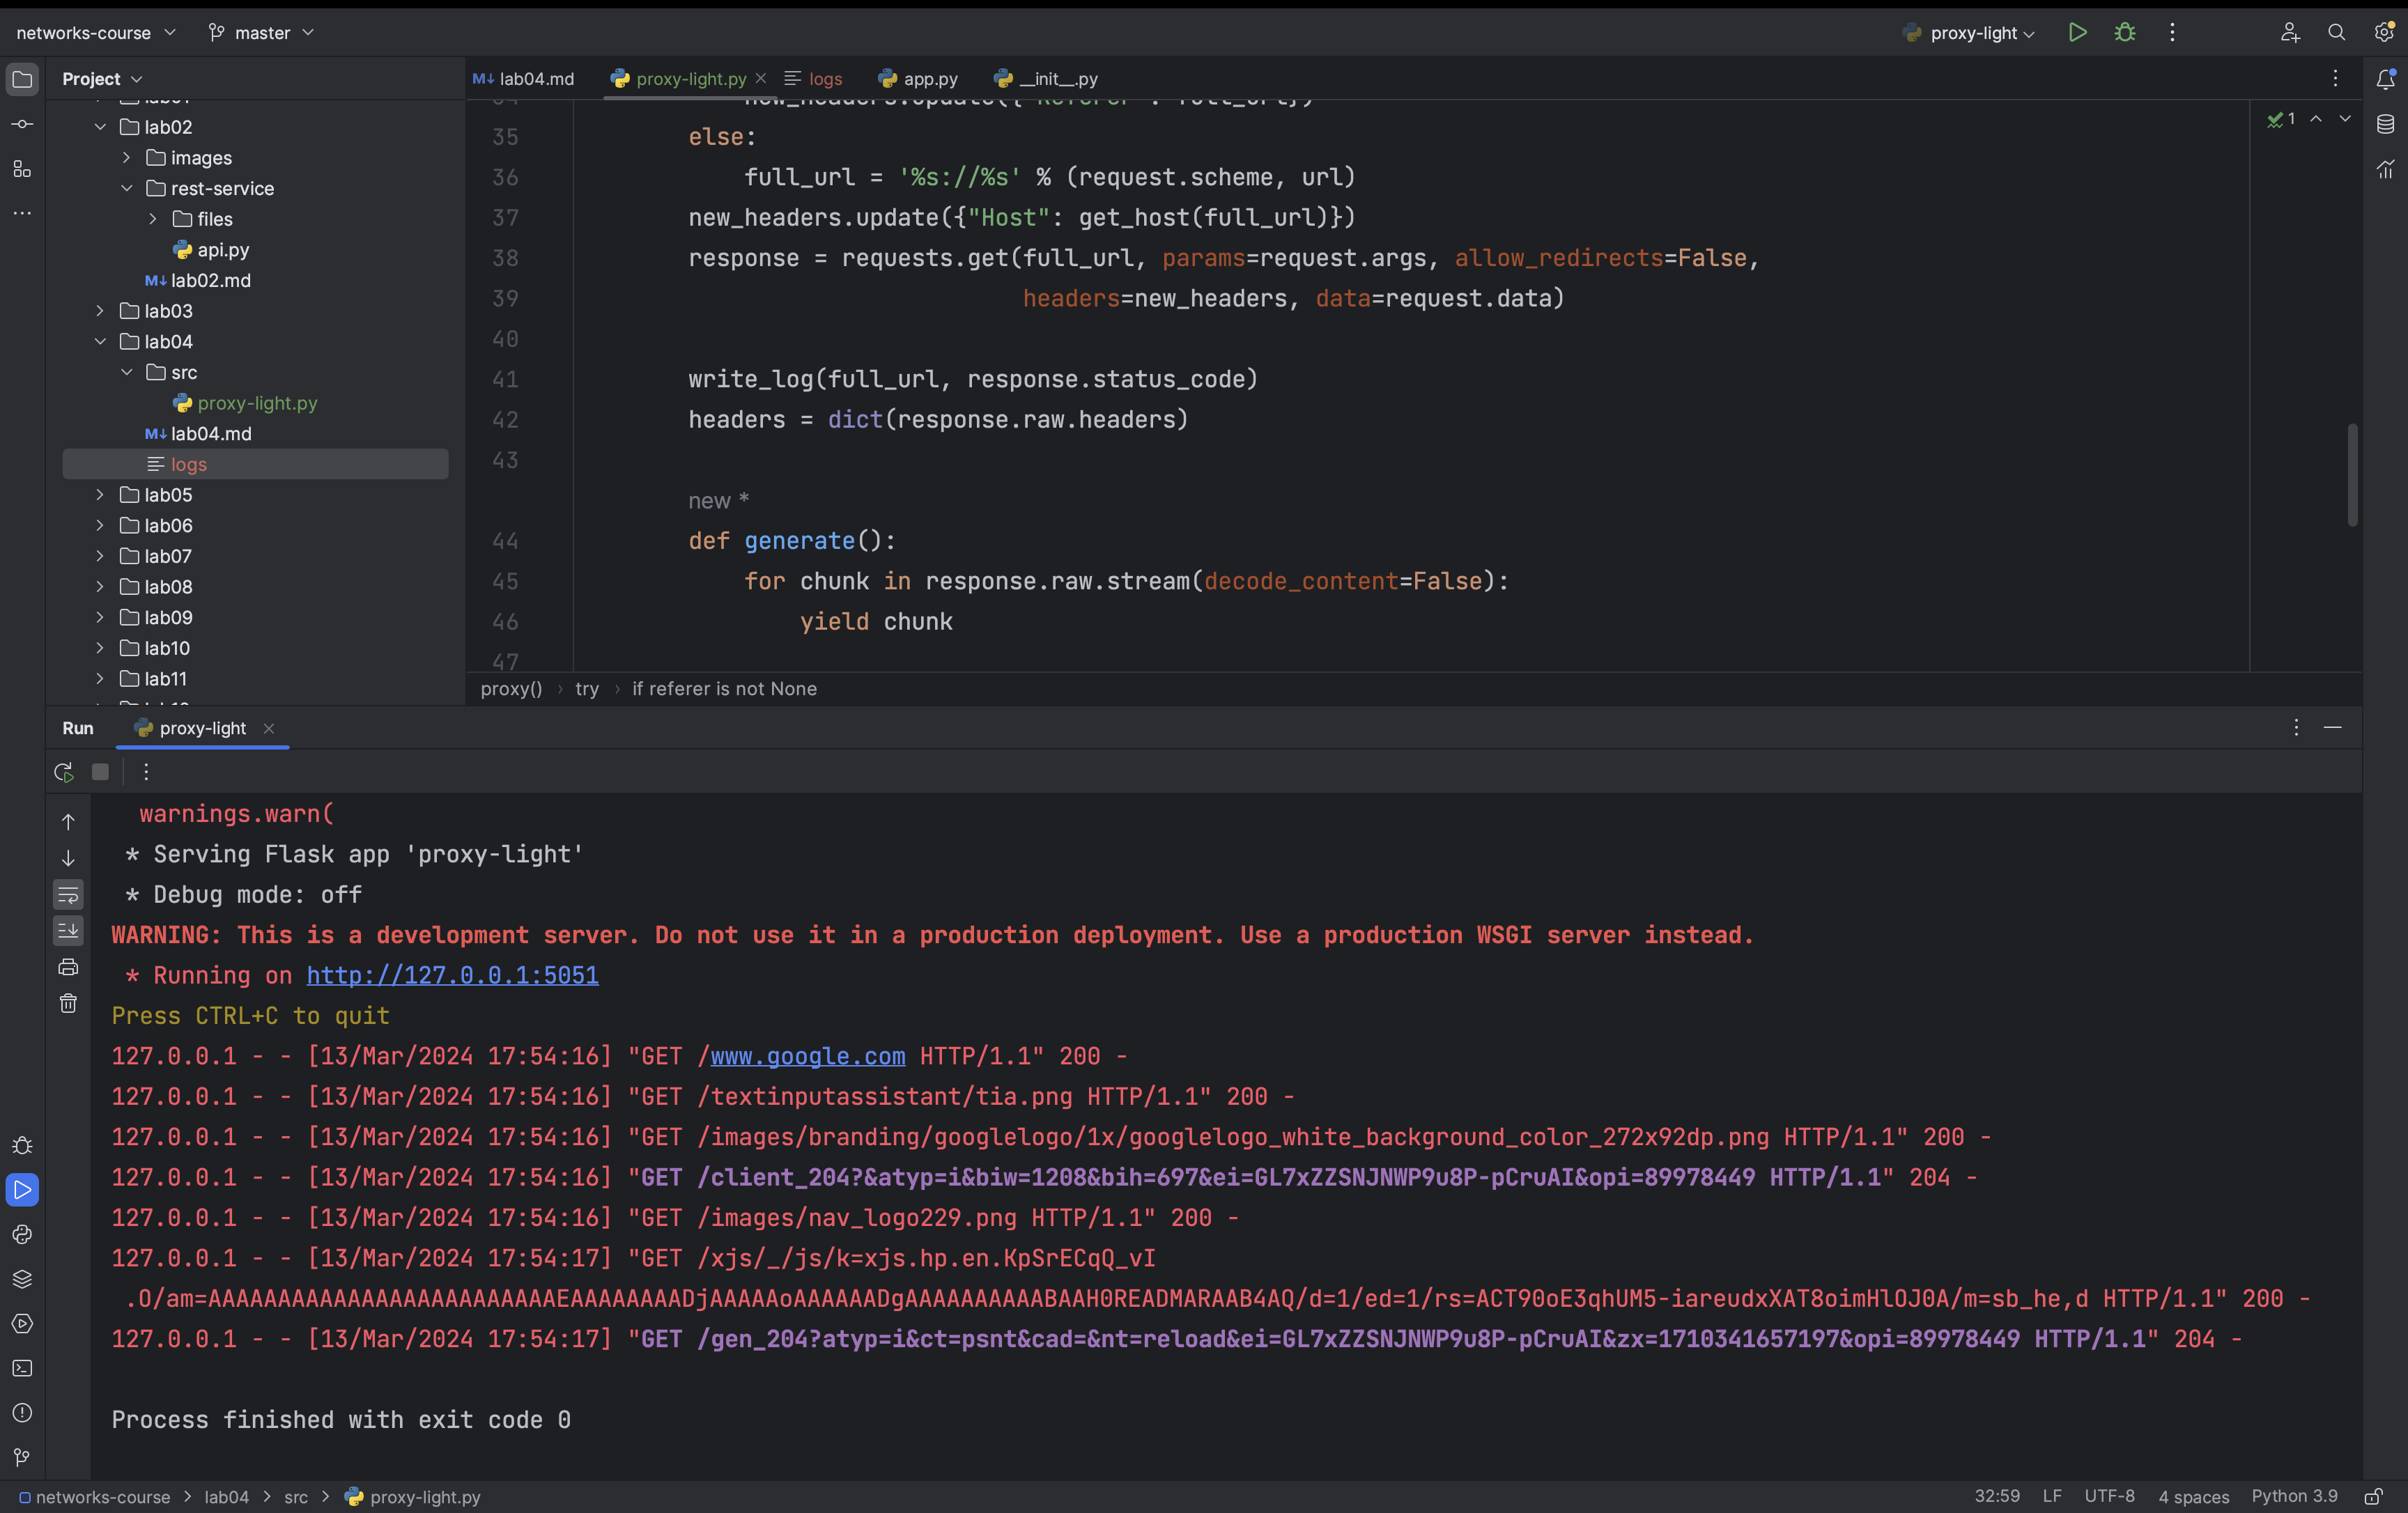 networks-course
master
proxy-light
Project
lab02
images
rest-service
files
api.py
lab02.md
lab03
lab04
src
proxy-light.py
lab04.md
logs
lab05
lab06
lab07
lab08
lab09
lab10
lab11
lab04.md
proxy-light.py
logs
app.py
__init__.py
1
new_headers.update({"Referer": full_url})
35 else:
36 full_url = '%s://%s' % (request.scheme, url)
37 new_headers.update({"Host": get_host(full_url)})
38 response = requests.get(full_url, params=request.args, allow_redirects=False,
39 headers=new_headers, data=request.data)
40
41 write_log(full_url, response.status_code)
42 headers = dict(response.raw.headers)
43
new *
44 def generate():
45 for chunk in response.raw.stream(decode_content=False):
46 yield chunk
47
proxy() › try › if referer is not None
Run
proxy-light
warnings.warn(
* Serving Flask app 'proxy-light'
* Debug mode: off
WARNING: This is a development server. Do not use it in a production deployment. Use a production WSGI server instead.
* Running on http://127.0.0.1:5051
Press CTRL+C to quit
127.0.0.1 - - [13/Mar/2024 17:54:16] "GET /www.google.com HTTP/1.1" 200 -
127.0.0.1 - - [13/Mar/2024 17:54:16] "GET /textinputassistant/tia.png HTTP/1.1" 200 -
127.0.0.1 - - [13/Mar/2024 17:54:16] "GET /images/branding/googlelogo/1x/googlelogo_white_background_color_272x92dp.png HTTP/1.1" 200 -
127.0.0.1 - - [13/Mar/2024 17:54:16] "GET /client_204?&atyp=i&biw=1208&bih=697&ei=GL7xZZSNJNWP9u8P-pCruAI&opi=89978449 HTTP/1.1" 204 -
127.0.0.1 - - [13/Mar/2024 17:54:16] "GET /images/nav_logo229.png HTTP/1.1" 200 -
127.0.0.1 - - [13/Mar/2024 17:54:17] "GET /xjs/_/js/k=xjs.hp.en.KpSrECqQ_vI
.O/am=AAAAAAAAAAAAAAAAAAAAAAAAAEAAAAAAAADjAAAAAoAAAAAADgAAAAAAAAAABAAH0READMARAAB4AQ/d=1/ed=1/rs=ACT90oE3qhUM5-iareudxXAT8oimHlOJ0A/m=sb_he,d HTTP/1.1" 200 -
127.0.0.1 - - [13/Mar/2024 17:54:17] "GET /gen_204?atyp=i&ct=psnt&cad=&nt=reload&ei=GL7xZZSNJNWP9u8P-pCruAI&zx=1710341657197&opi=89978449 HTTP/1.1" 204 -
Process finished with exit code 0
networks-course > lab04 > src > proxy-light.py
32:59 LF UTF-8 4 spaces Python 3.9